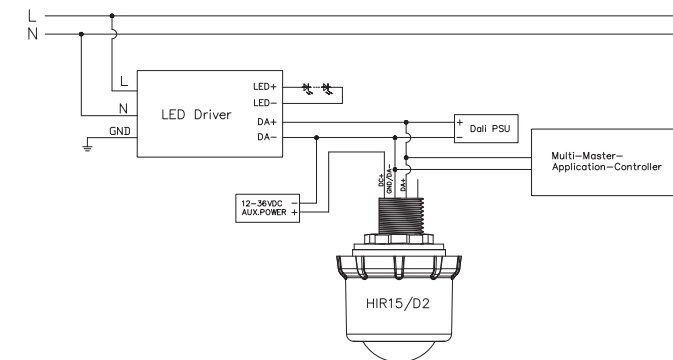 L
N
L
N
GND
LED Driver
LED+
LED-
DA+
DA-
+
-
Dali PSU
Multi-Master-
Application-Controller
DC+
GND/DA-
DA+
12-36VDC -
AUX.POWER +
HIR15/D2